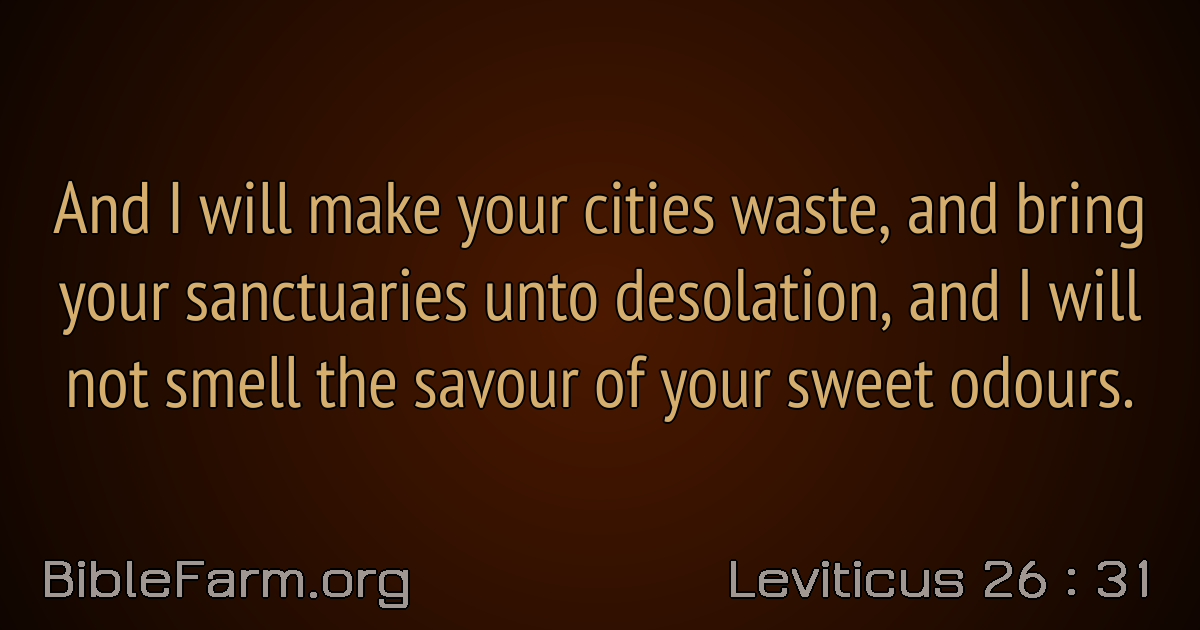 And I will make your cities waste, and bring
your sanctuaries unto desolation, and I will
not smell the savour of your sweet odours.
BibleFarm.org
Leviticus 26 : 31